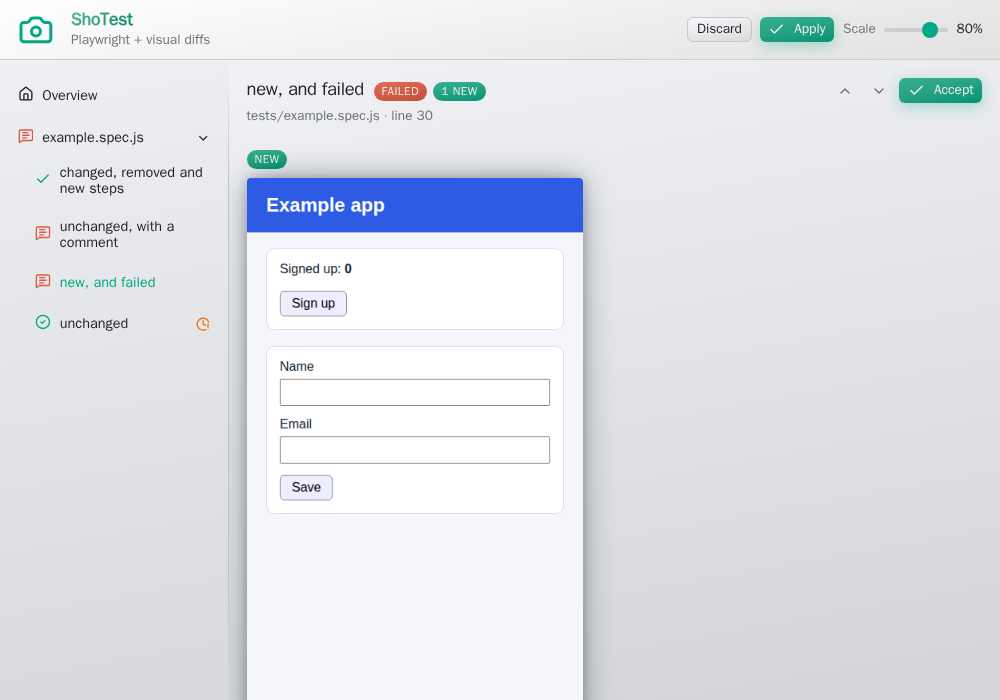 ShoTest
Playwright + visual diffs
Discard
Apply
Scale
80%
Overview
example.spec.js
changed, removed and
new steps
unchanged, with a
comment
new, and failed
unchanged
new, and failed
FAILED
1 NEW
Accept
tests/example.spec.js · line 30
NEW
Example app
Signed up: 0
Sign up
Name
Email
Save